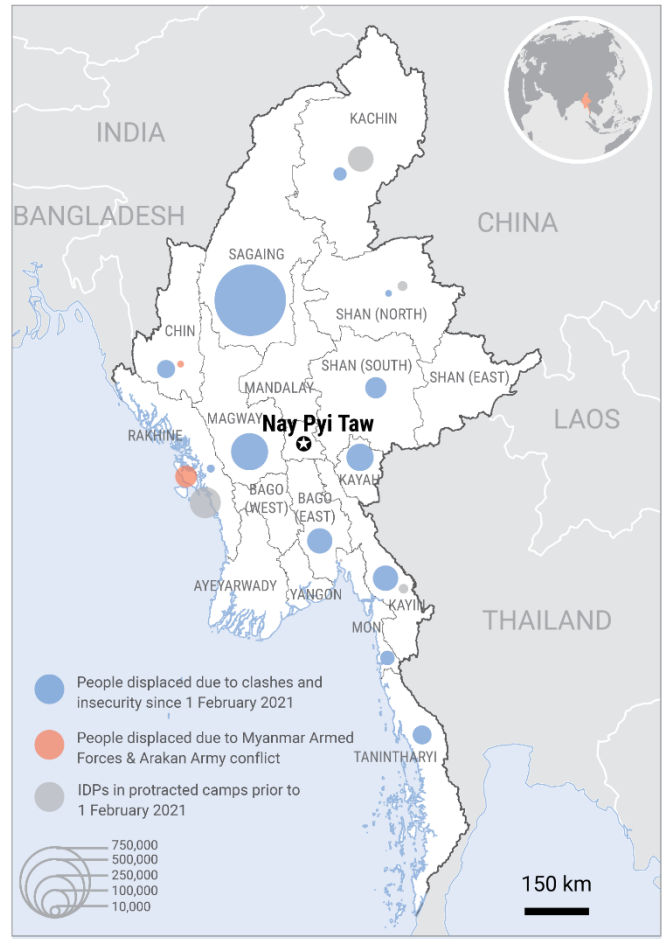 KACHIN
INDIA
BANGLADESH
CHINA
SAGAING
SHAN (NORTH)
CHIN
SHAN (SOUTH)
SHAN (EAST)
MANDALAY
MAGWAY
Nay Pyi Taw
LAOS
RAKHINE
KAYAH
BAGO
(WEST)
BAGO
(EAST)
AYEYARWADY
YANGON
KAYIN
MON
THAILAND
TANINTHARYI
People displaced due to clashes and
insecurity since 1 February 2021
People displaced due to Myanmar Armed
Forces & Arakan Army conflict
IDPs in protracted camps prior to
1 February 2021
750,000
500,000
250,000
100,000
10,000
150 km